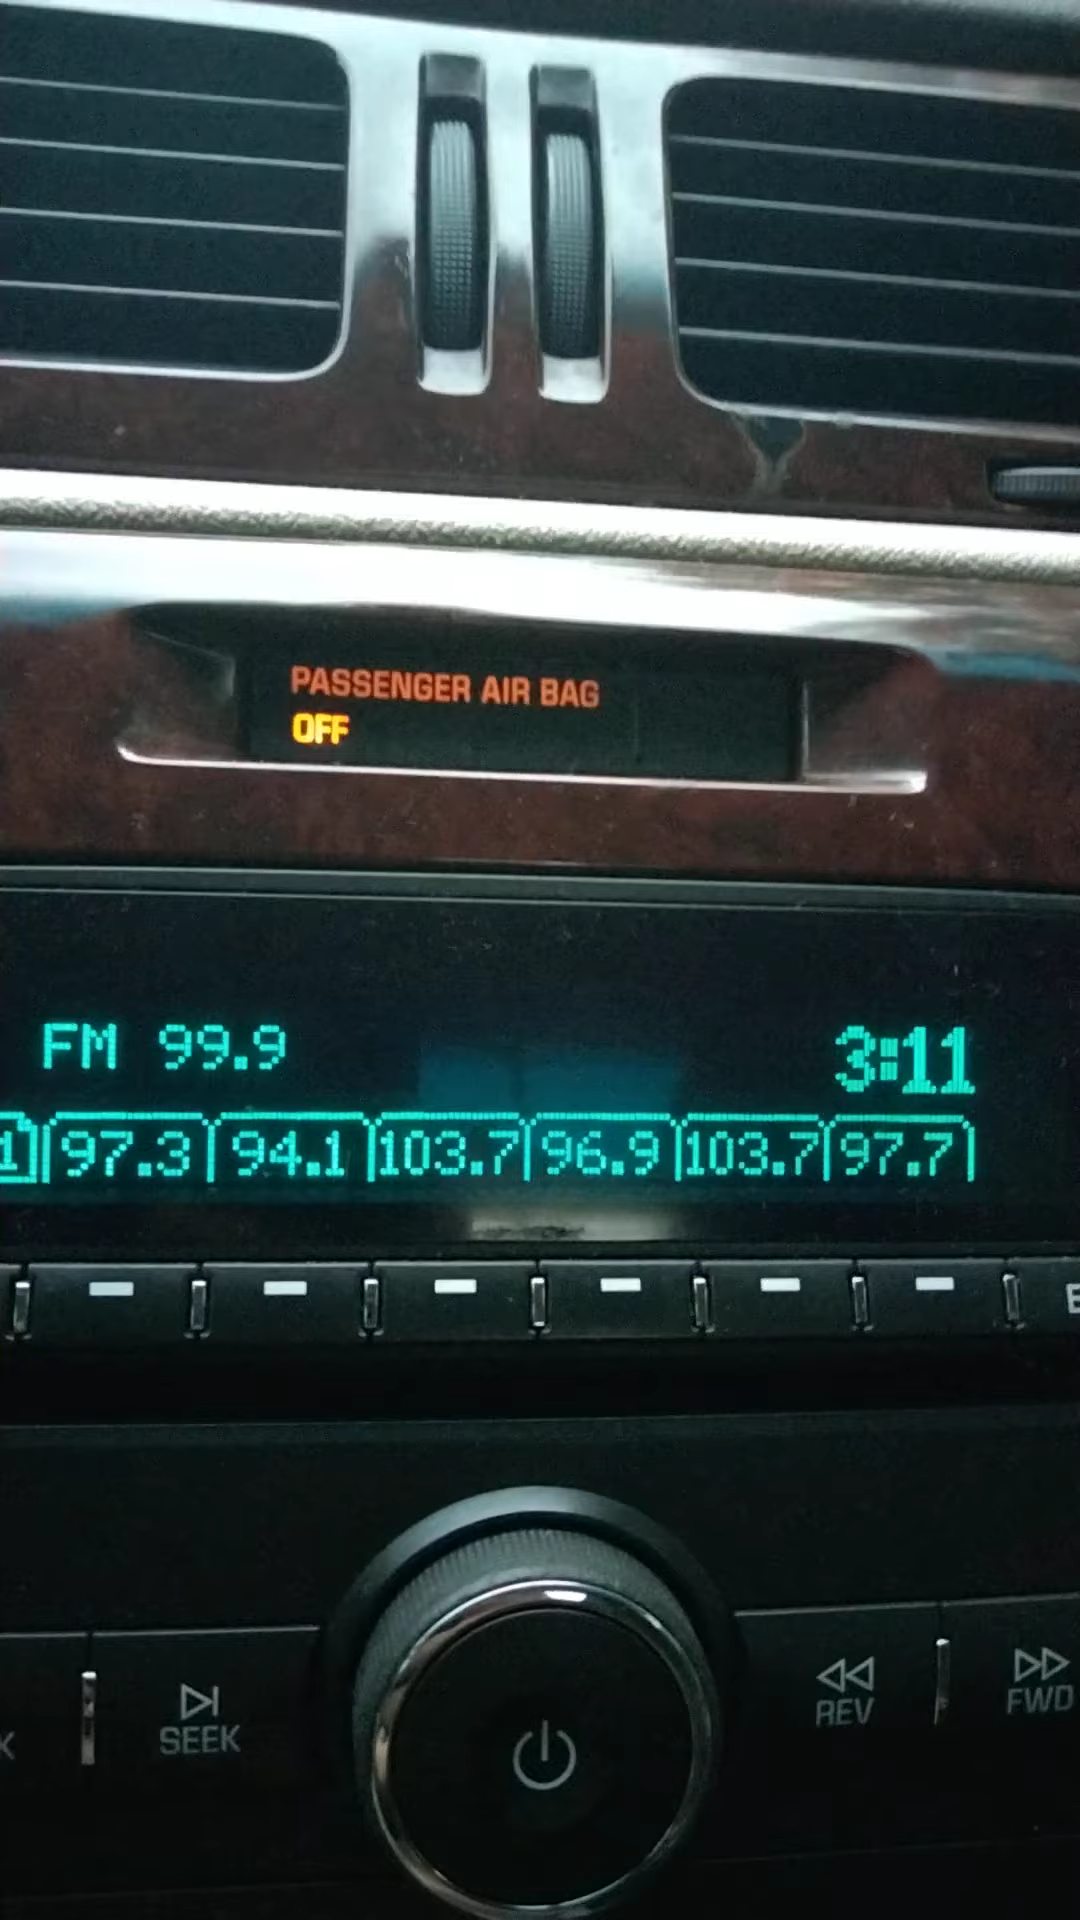 PASSENGER AIR BAG
OFF
FM 99.9 3:11
1 97.3 94.1 103.7 96.9 103.7 97.7
SEEK REV FWD